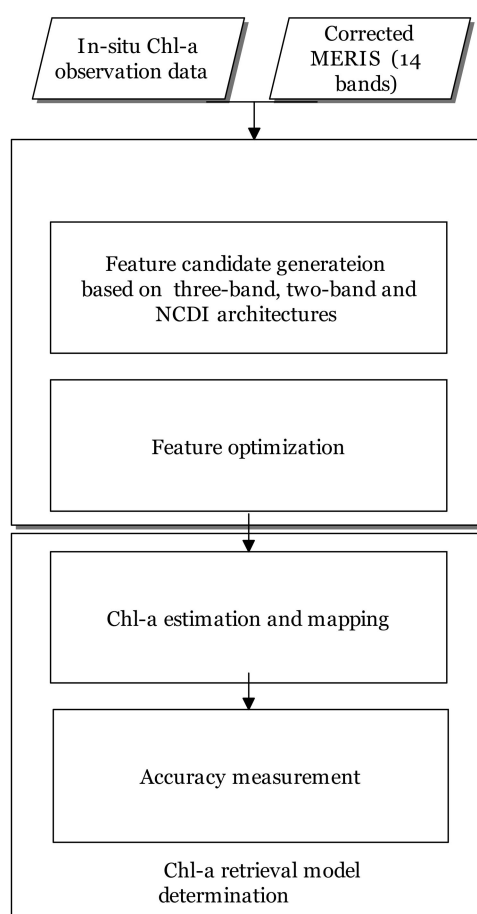 In-situ Chl-a
observation data
Corrected
MERIS (14
bands)
Feature candidate generateion
based on three-band, two-band and
NCDI architectures
Feature optimization
Chl-a estimation and mapping
Accuracy measurement
Chl-a retrieval model
determination